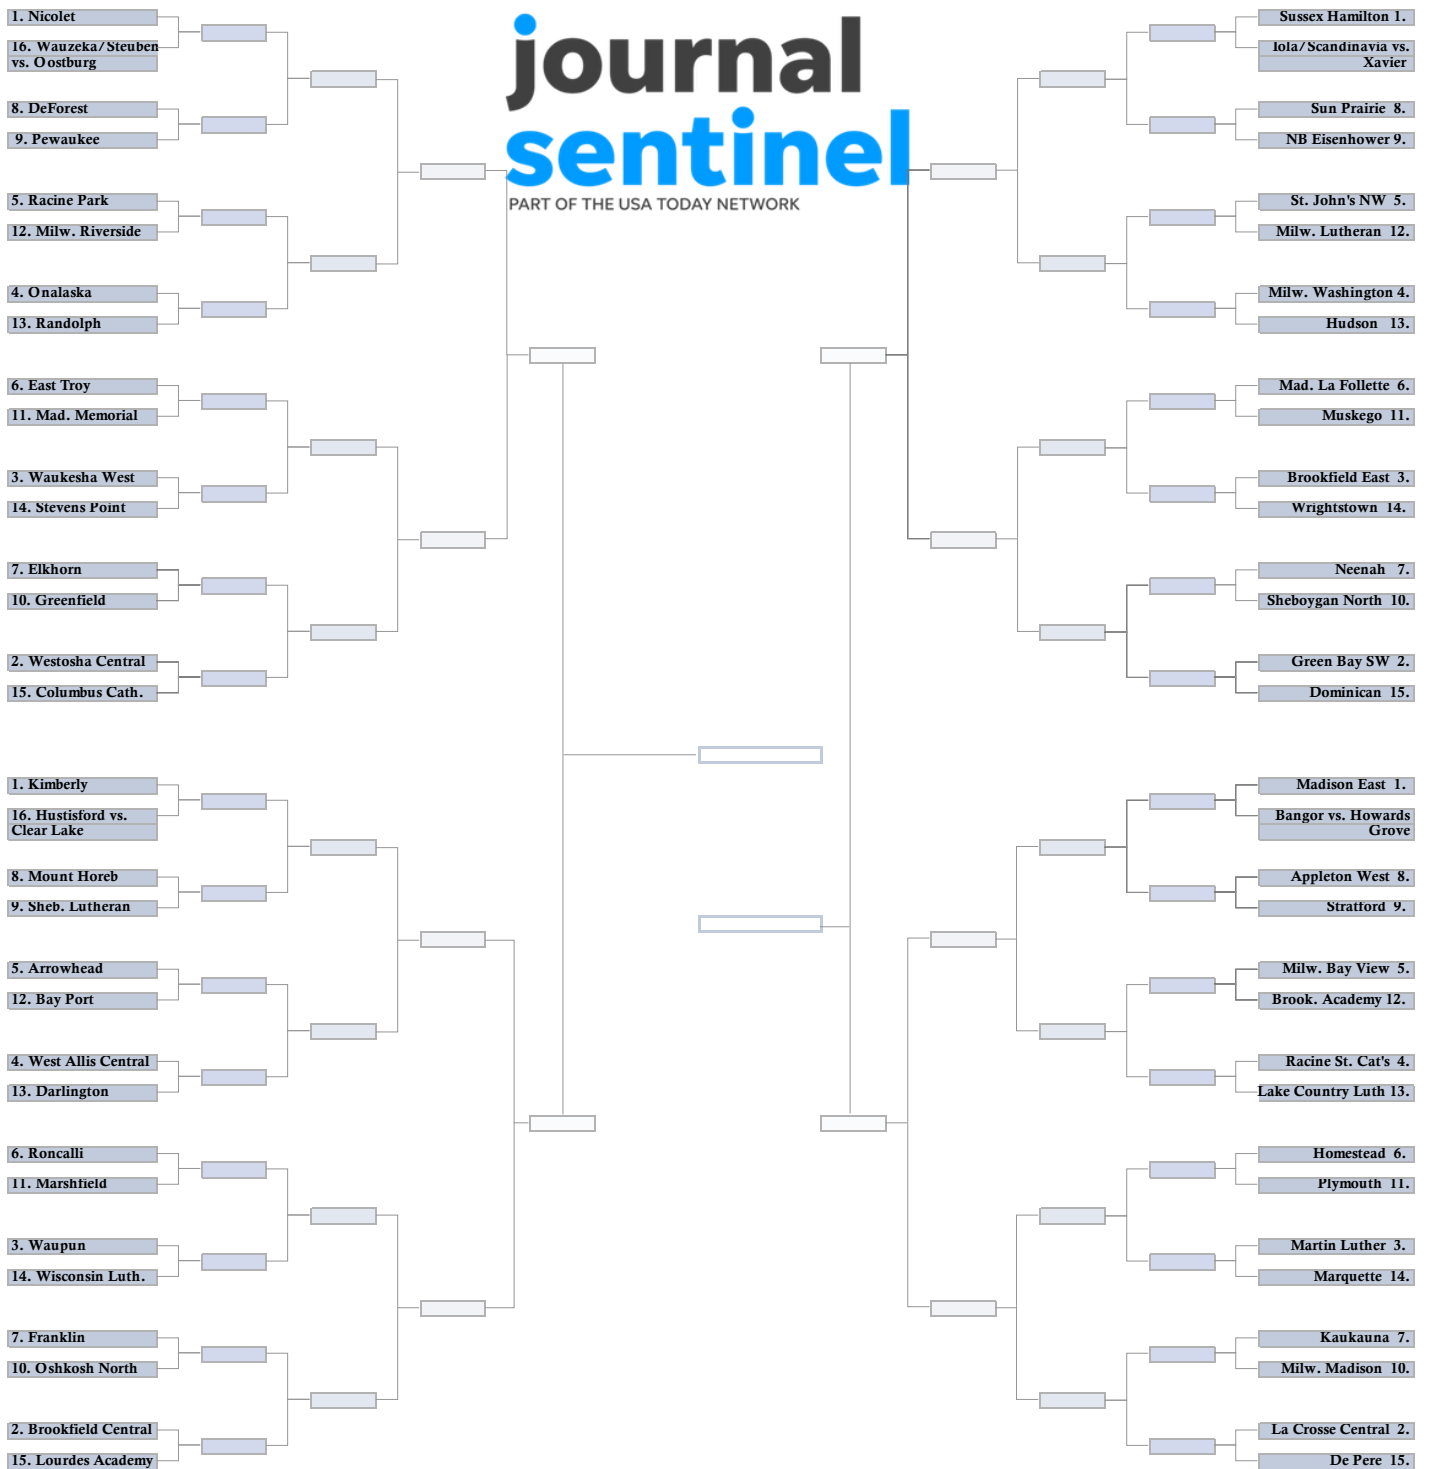 journal
sentinel
PART OF THE USA TODAY NETWORK
1. Nicolet
16. Wauzeka/Steuben
vs. Oostburg
8. DeForest
9. Pewaukee
5. Racine Park
12. Milw. Riverside
4. Onalaska
13. Randolph
6. East Troy
11. Mad. Memorial
3. Waukesha West
14. Stevens Point
7. Elkhorn
10. Greenfield
2. Westosha Central
15. Columbus Cath.
1. Kimberly
16. Hustisford vs.
Clear Lake
8. Mount Horeb
9. Sheb. Lutheran
5. Arrowhead
12. Bay Port
4. West Allis Central
13. Darlington
6. Roncalli
11. Marshfield
3. Waupun
14. Wisconsin Luth.
7. Franklin
10. Oshkosh North
2. Brookfield Central
15. Lourdes Academy
Sussex Hamilton 1.
Iola/Scandinavia vs.
Xavier
Sun Prairie 8.
NB Eisenhower 9.
St. John's NW 5.
Milw. Lutheran 12.
Milw. Washington 4.
Hudson 13.
Mad. La Follette 6.
Muskego 11.
Brookfield East 3.
Wrightstown 14.
Neenah 7.
Sheboygan North 10.
Green Bay SW 2.
Dominican 15.
Madison East 1.
Bangor vs. Howards
Grove
Appleton West 8.
Stratford 9.
Milw. Bay View 5.
Brook. Academy 12.
Racine St. Cat's 4.
Lake Country Luth 13.
Homestead 6.
Plymouth 11.
Martin Luther 3.
Marquette 14.
Kaukauna 7.
Milw. Madison 10.
La Crosse Central 2.
De Pere 15.